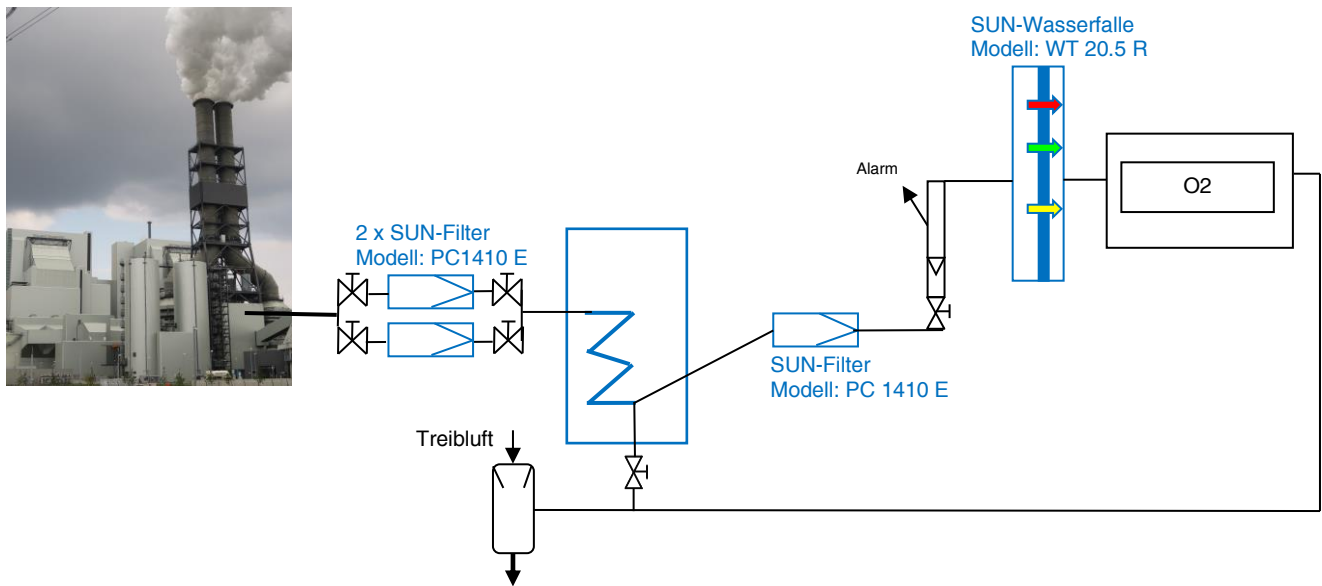 SUN-Wasserfalle
Modell: WT 20.5 R
Alarm
O2
2 x SUN-Filter
Modell: PC1410 E
SUN-Filter
Modell: PC 1410 E
Treibluft